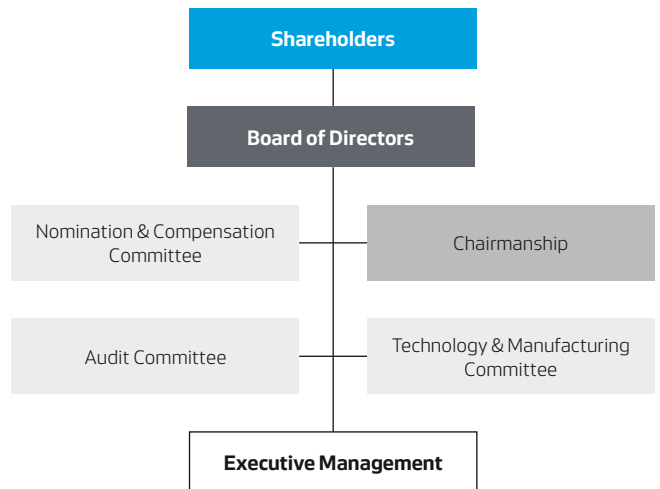 Shareholders
Board of Directors
Nomination & Compensation
Committee
Chairmanship
Audit Committee
Technology & Manufacturing
Committee
Executive Management